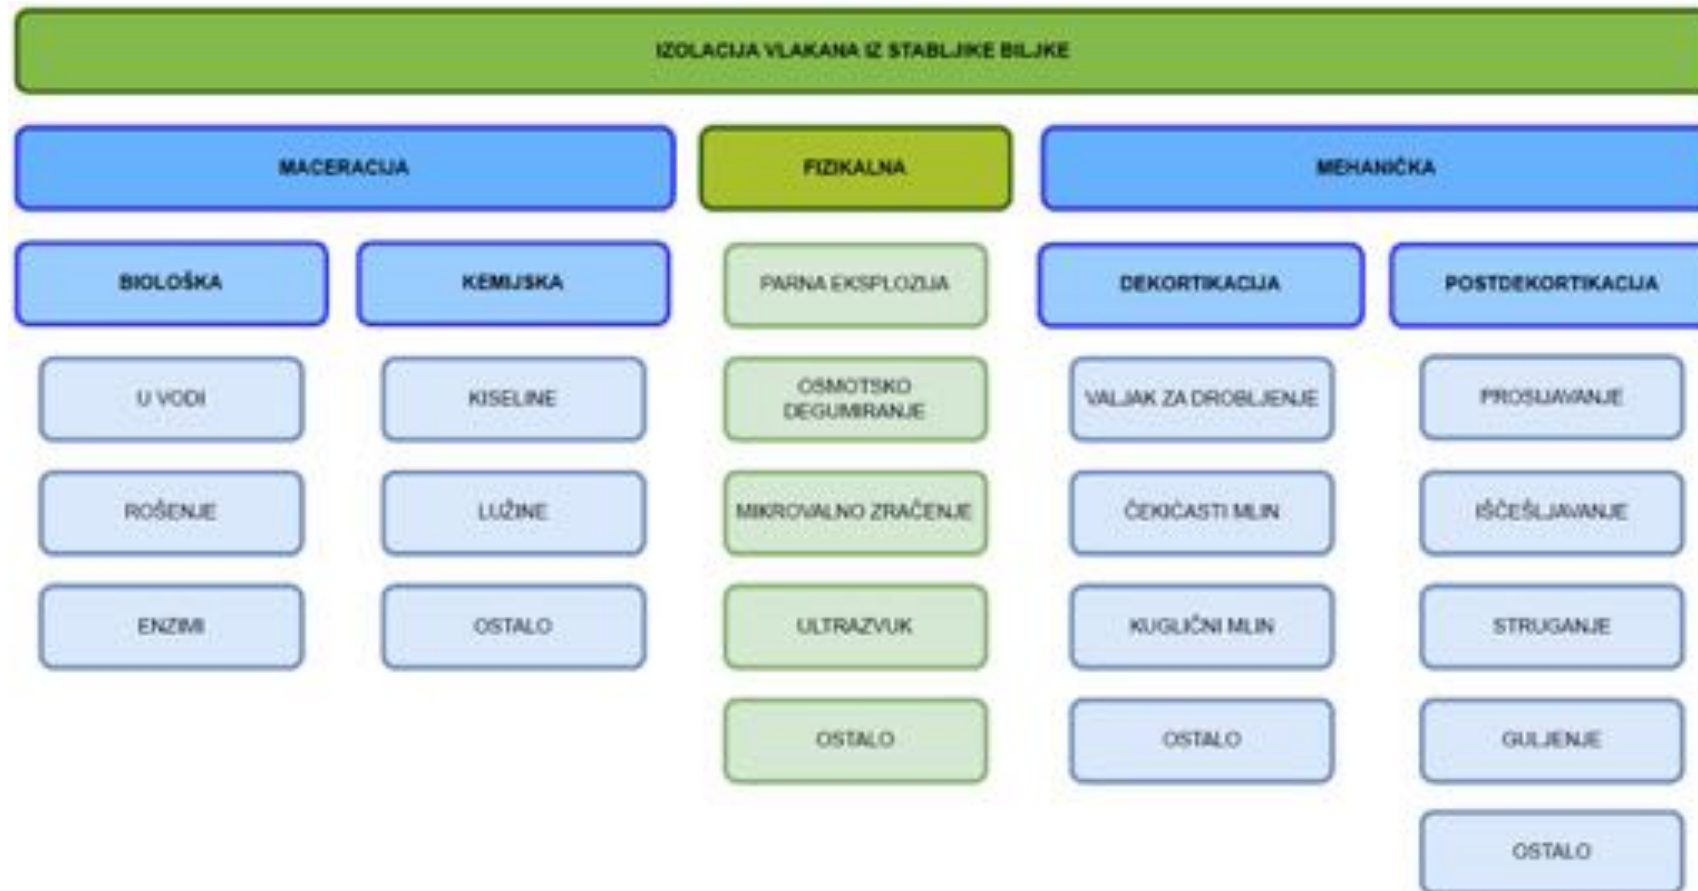 IZOLACIJA VLAKANA IZ STABLJIKE BILJKE
MACERACIJA
FIZIKALNA
MEHANIČKA
BIOLOŠKA
KEMIJSKA
PARNA EKSPLOZIJA
DEKORTIKACIJA
POSTDEKORTIKACIJA
U VODI
KISELINE
OSMOTSKO
DEGUMIRANJE
VALJAK ZA DROBLJENJE
PROSIJAVANJE
ROŠENJE
LUŽINE
MIKROVALNO ZRAČENJE
ČEKIĆASTI MLIN
IŠČEŠLJAVANJE
ENZIMI
OSTALO
ULTRAZVUK
KUGLIČNI MLIN
STRUGANJE
OSTALO
OSTALO
GULJENJE
OSTALO